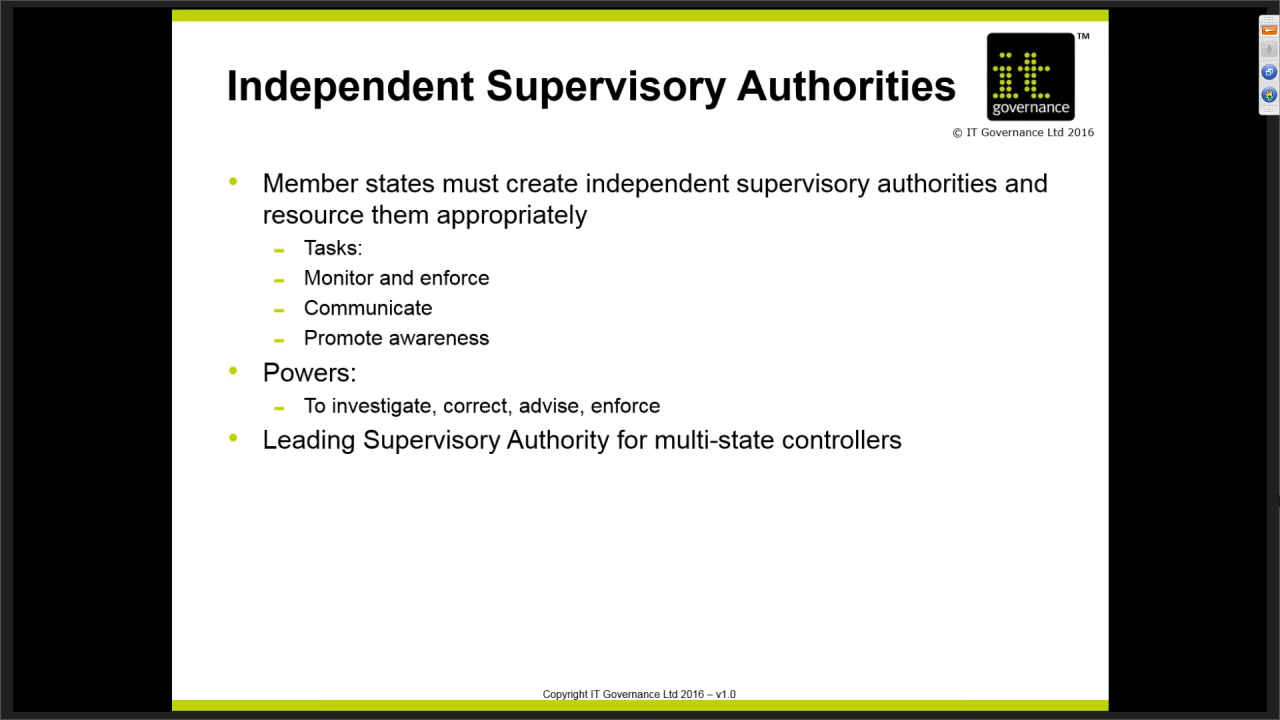 Independent Supervisory Authorities
it
governance
TM
© IT Governance Ltd 2016
• Member states must create independent supervisory authorities and
resource them appropriately
– Tasks:
– Monitor and enforce
– Communicate
– Promote awareness
• Powers:
– To investigate, correct, advise, enforce
• Leading Supervisory Authority for multi-state controllers
Copyright IT Governance Ltd 2016 – v1.0